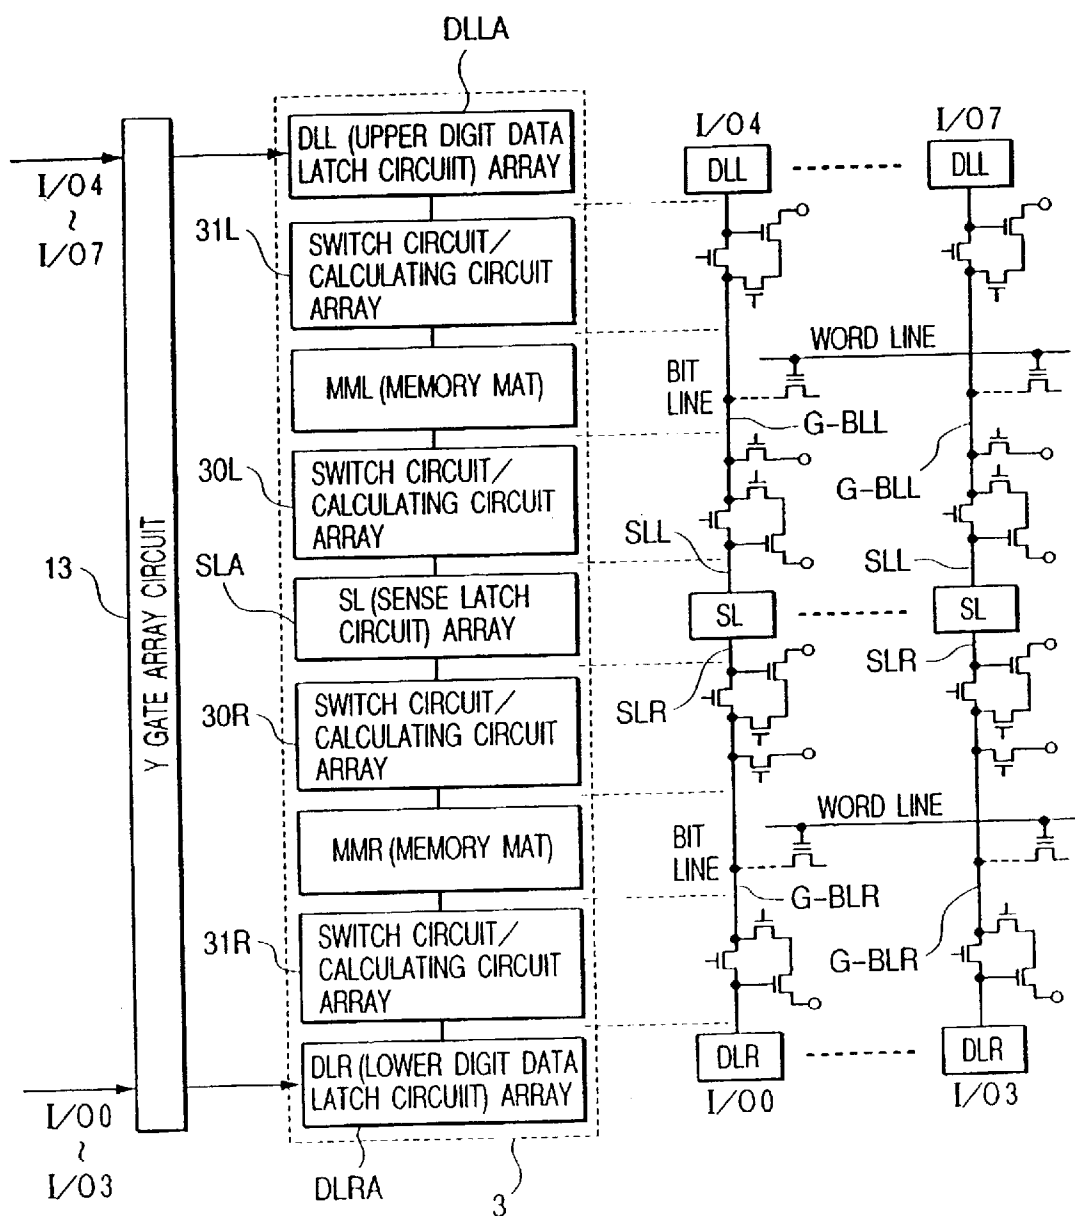 DLLA
I/O4
~
I/O7
DLL (UPPER DIGIT DATA
LATCH CIRCUIIT) ARRAY
31L
SWITCH CIRCUIT/
CALCULATING CIRCUIT
ARRAY
MML (MEMORY MAT)
30L
SWITCH CIRCUIT/
CALCULATING CIRCUIT
ARRAY
13
Y GATE ARRAY CIRCUIT
SLA
SL (SENSE LATCH
CIRCUIT) ARRAY
30R
SWITCH CIRCUIT/
CALCULATING CIRCUIT
ARRAY
MMR (MEMORY MAT)
31R
SWITCH CIRCUIT/
CALCULATING CIRCUIT
ARRAY
DLR (LOWER DIGIT DATA
LATCH CIRCUIIT) ARRAY
I/O0
~
I/O3
DLRA
3
I/O4
I/O7
DLL
DLL
WORD LINE
BIT
LINE
G-BLL
G-BLL
SLL
SLL
SL
SL
SLR
SLR
WORD LINE
BIT
LINE
G-BLR
G-BLR
DLR
DLR
I/O0
I/O3